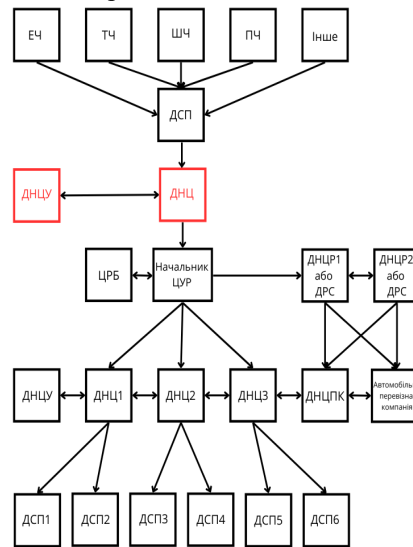 ЕЧ
ТЧ
ШЧ
ПЧ
Інше
ДСП
ДНЦУ
ДНЦ
ЦРБ
Начальник
ЦУР
ДНЦР1
або
ДРС
ДНЦР2
або
ДРС
ДНЦУ
ДНЦ1
ДНЦ2
ДНЦ3
ДНЦПК
перевізна
компанія
ДСП1
ДСП2
ДСП3
ДСП4
ДСП5
ДСП6